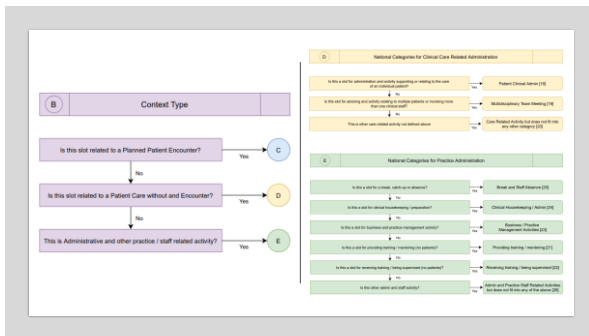 B
Context Type
Is this slot related to a Planned Patient Encounter?
Yes
C
No
Is this slot related to a Patient Care without and Encounter?
Yes
D
No
This is Administrative and other practice / staff related activity?
Yes
E
D
National Categories for Clinical Care Related Administration
Is this a slot for administration and activity supporting or relating to the care
of an individual patient?
Yes
Patient Clinical Admin
No
Is this slot for advising and activity relating to multiple patients or involving more
than one clinical staff?
Yes
Multidisciplinary Team Meeting
No
This is other care related activity not defined above
Yes
Care Related Activity but does not fit into
any other category
E
National Categories for Practice Administration
Is this a slot for a break, catch up or absence?
Yes
Break and Staff Absence
No
Is this a slot for clinical housekeeping / preparation?
Yes
Clinical Housekeeping / Admin
No
Is this a slot for business and practice management activity?
Yes
Business / Practice
Management Activities
No
Is this a slot for providing training / mentoring (no patients)?
Yes
Providing training / mentoring
No
Is this a slot for receiving training / being supervised (no patients)?
Yes
Receiving training / being supervised
No
Is this other admin and staff activity?
Yes
Admin and Practice Staff Related Activities
but does not fit into any of the above